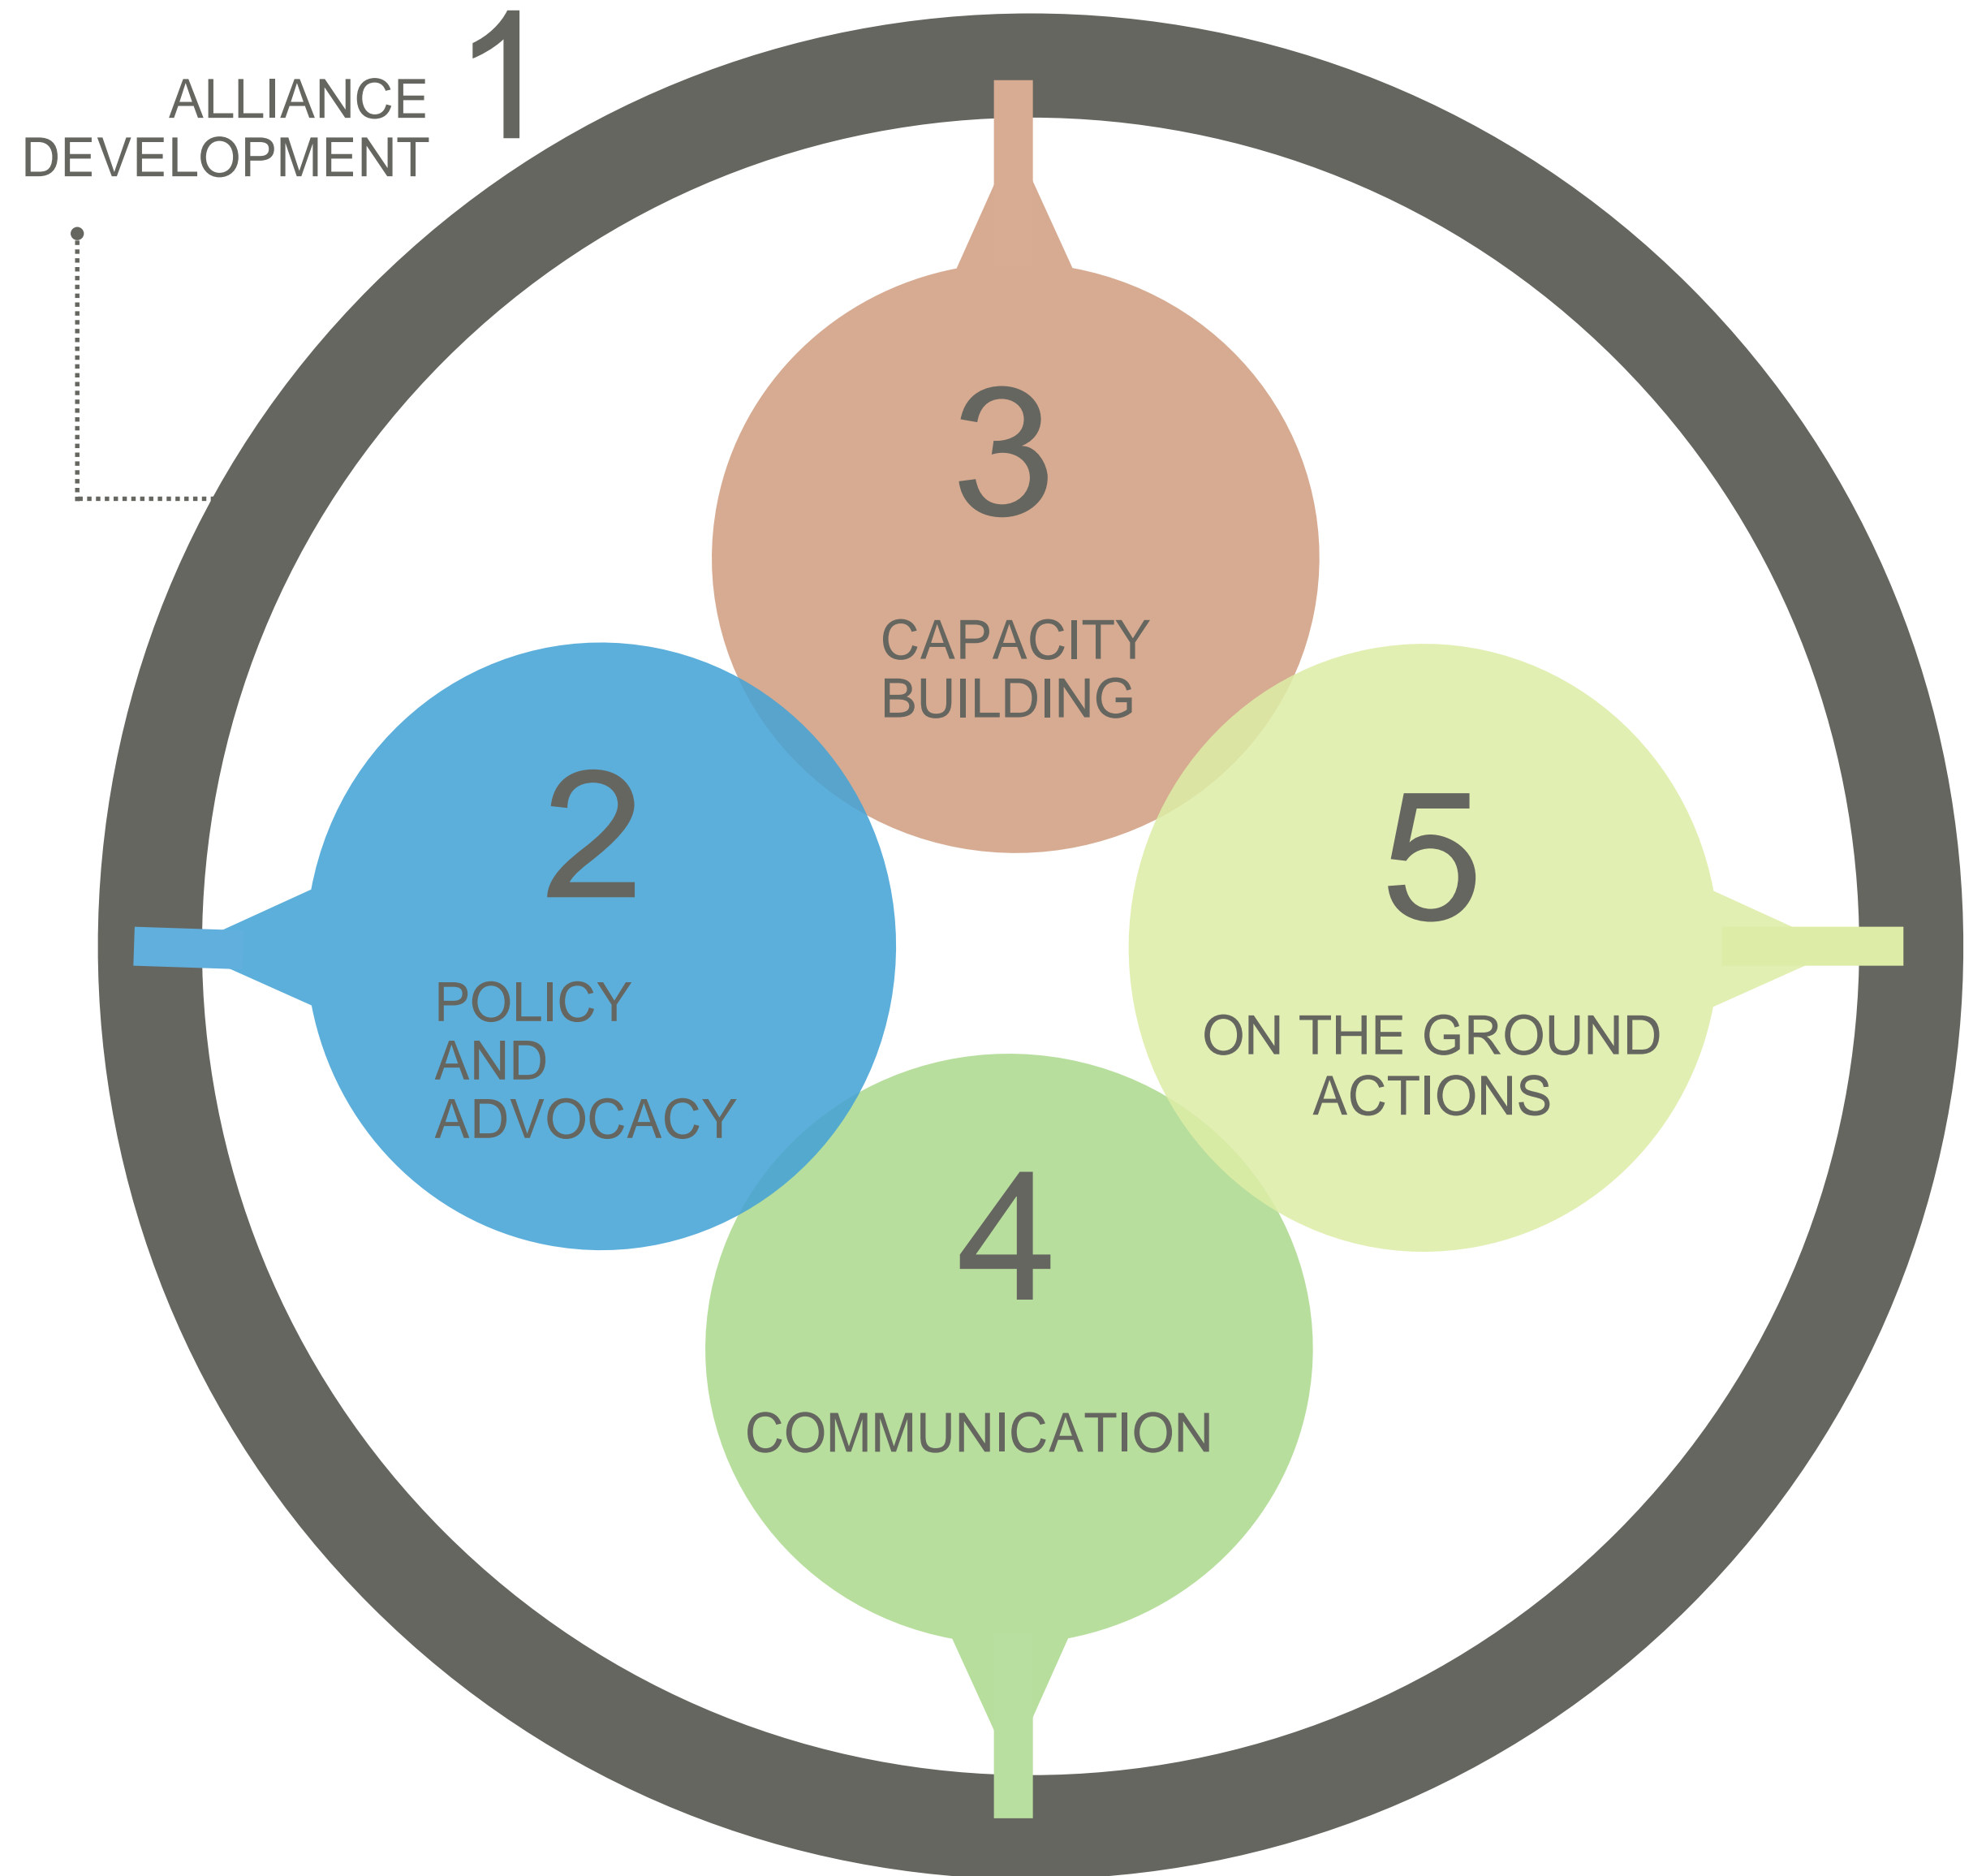 1
ALLIANCE
DEVELOPMENT
3
CAPACITY
BUILDING
2
POLICY
AND
ADVOCACY
5
ON THE GROUND
ACTIONS
4
COMMUNICATION